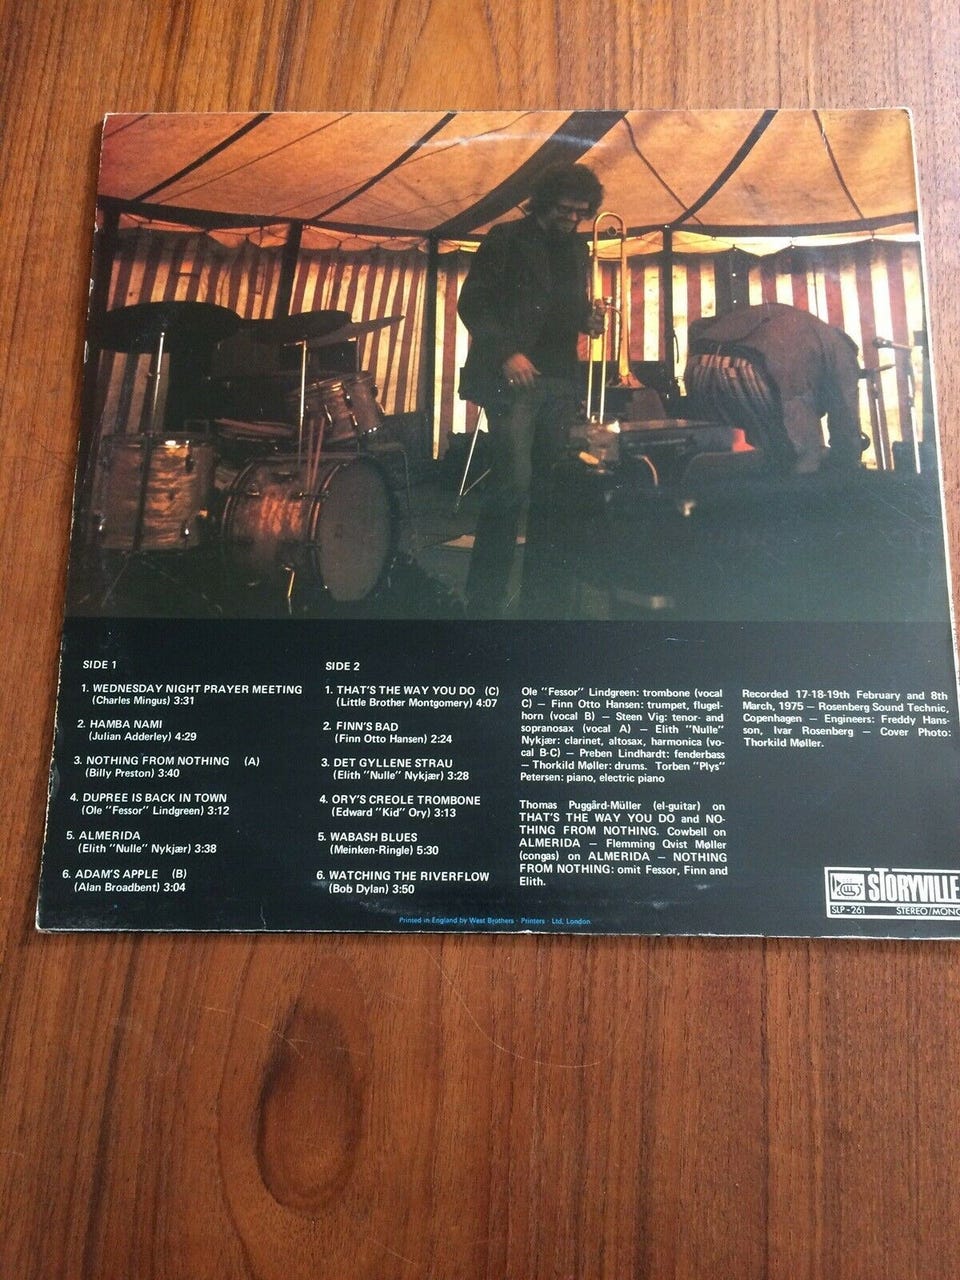 SIDE 1
1. WEDNESDAY NIGHT PRAYER MEETING
(Charles Mingus) 3:31
2. HAMBA NAMI
(Julian Adderley) 4:29
3. NOTHING FROM NOTHING (A)
(Billy Preston) 3:40
4. DUPREE IS BACK IN TOWN
(Ole "Fessor" Lindgreen) 3:12
5. ALMERIDA
(Elith "Nulle" Nykjær) 3:38
6. ADAM'S APPLE (B)
(Alan Broadbent) 3:04
SIDE 2
1. THAT'S THE WAY YOU DO (C)
(Little Brother Montgomery) 4:07
2. FINN'S BAD
(Finn Otto Hansen) 2:24
3. DET GYLLENE STRAU
(Elith "Nulle" Nykjær) 3:28
4. ORY'S CREOLE TROMBONE
(Edward "Kid" Ory) 3:13
5. WABASH BLUES
(Meinken-Ringle) 5:30
6. WATCHING THE RIVERFLOW
(Bob Dylan) 3:50
Ole "Fessor" Lindgreen: trombone (vocal
C) — Finn Otto Hansen: trumpet, flugel-
horn (vocal B) — Steen Vig: tenor- and
sopranosax (vocal A) — Elith "Nulle"
Nykjær: clarinet, altosax, harmonica (vo-
cal B-C) — Preben Lindhardt: fenderbass
— Thorkild Møller: drums. Torben "Plys"
Petersen: piano, electric piano
Thomas Puggård-Müller (el-guitar) on
THAT'S THE WAY YOU DO and NO-
THING FROM NOTHING. Cowbell on
ALMERIDA — Flemming Qvist Møller
(congas) on ALMERIDA — NOTHING
FROM NOTHING: omit Fessor, Finn and
Elith.
Recorded 17-18-19th February and 8th
March, 1975 — Rosenberg Sound Technic,
Copenhagen — Engineers: Freddy Hans-
son, Ivar Rosenberg — Cover Photo:
Thorkild Møller.
STORYVILLE
SLP-261 STEREO/MONO
Printed in England by West Brothers · Printers · Ltd, London